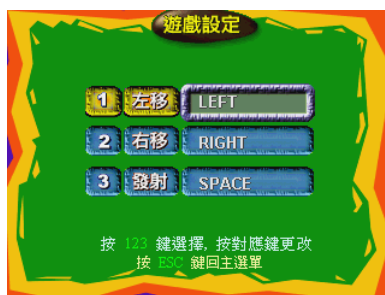 遊戲設定
1 左移 LEFT
2 右移 RIGHT
3 發射 SPACE
按 123 鍵選擇, 按對應鍵更改
按 ESC 鍵回主選單